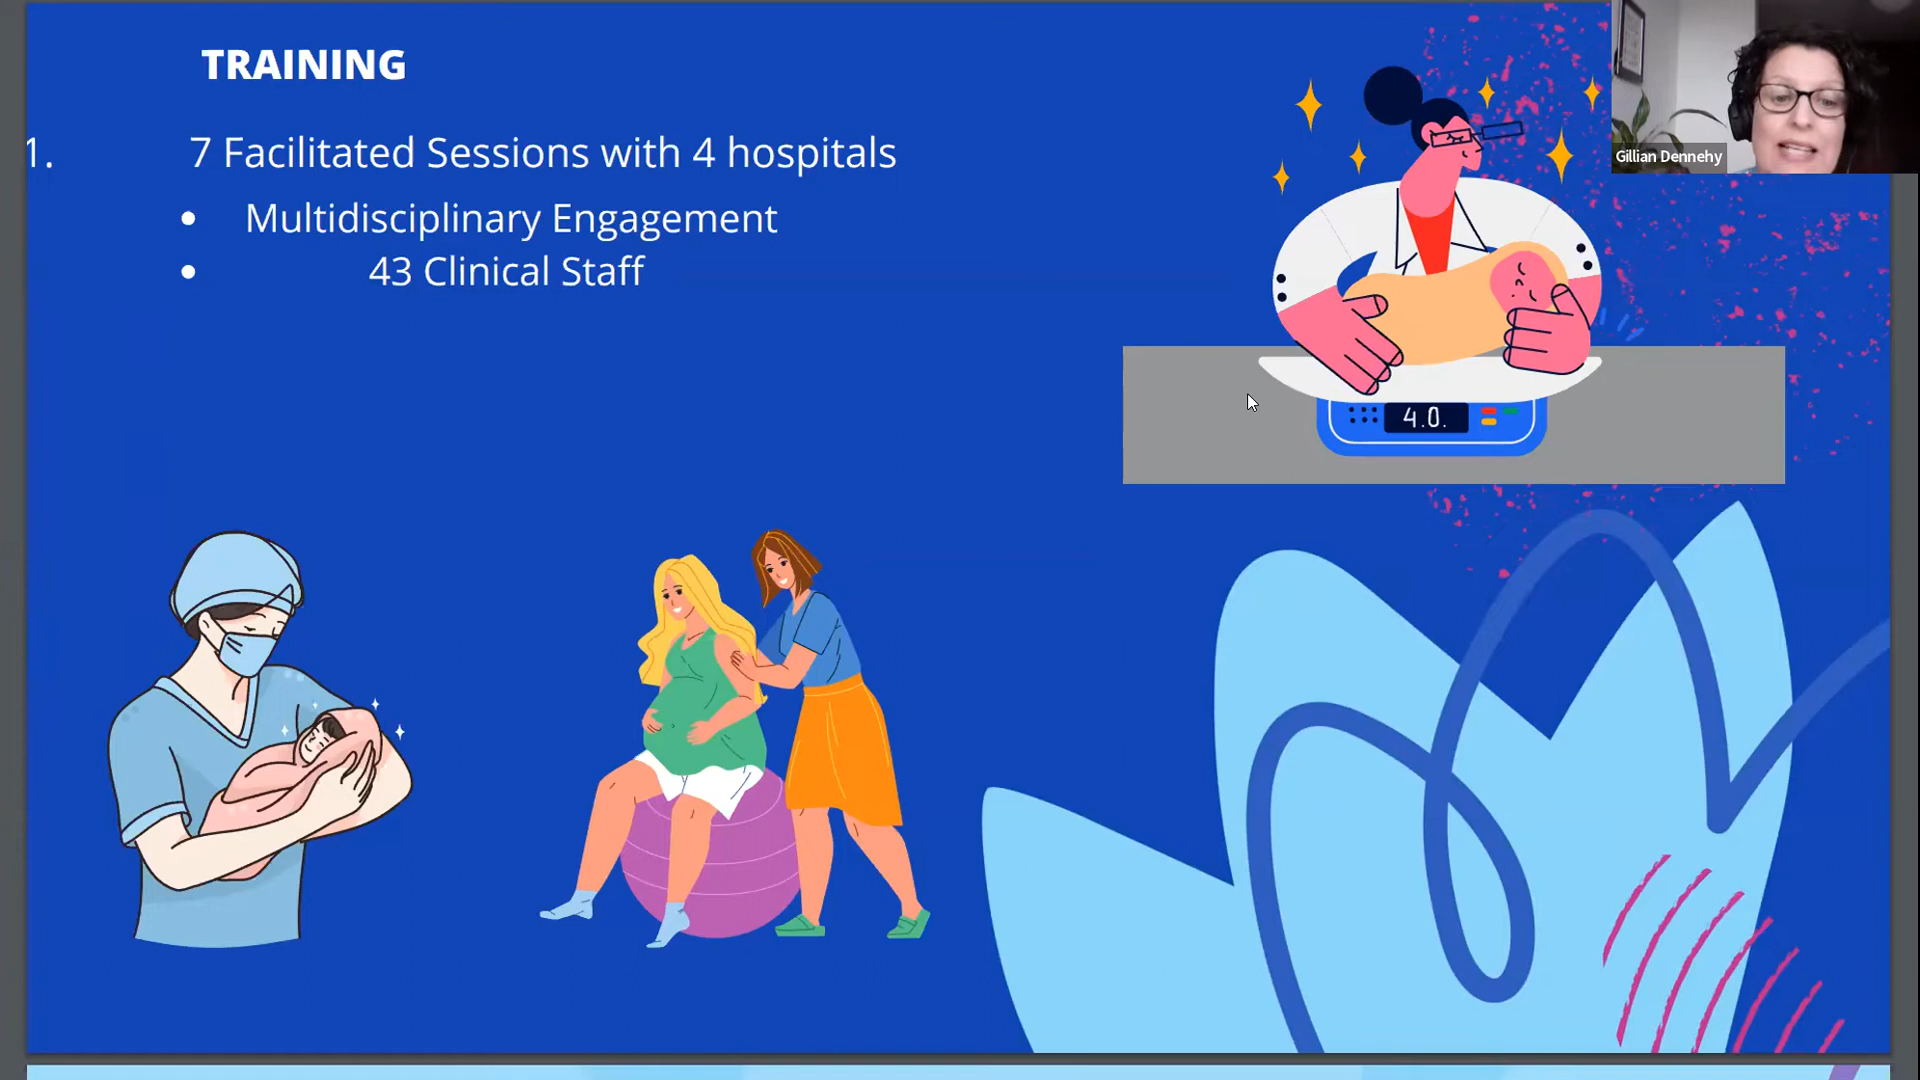 TRAINING
1. 7 Facilitated Sessions with 4 hospitals
• Multidisciplinary Engagement
• 43 Clinical Staff
4.0.
Gillian Dennehy